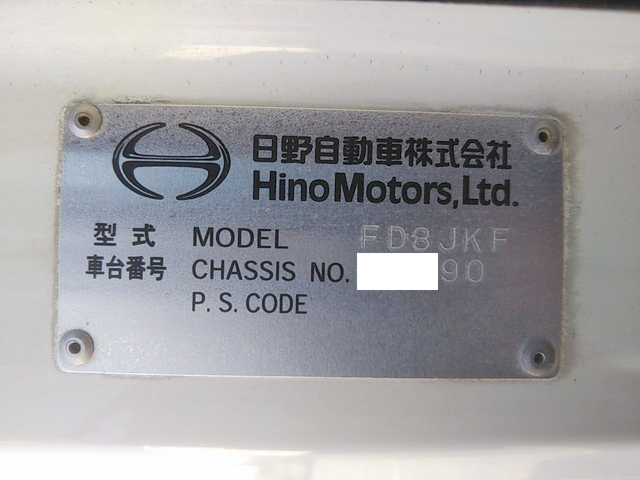 日野自動車株式会社
Hino Motors, Ltd.
型式 MODEL FD8JKF
車台番号 CHASSIS NO. 90
P. S. CODE